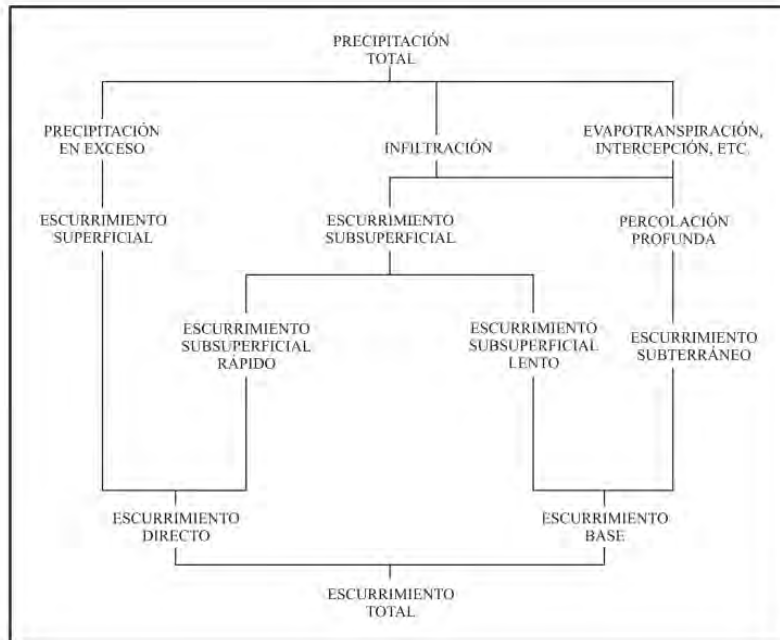 PRECIPITACIÓN
TOTAL
PRECIPITACIÓN
EN EXCESO
INFILTRACIÓN
EVAPOTRANSPIRACIÓN,
INTERCEPCIÓN, ETC.
ESCURRIMIENTO
SUPERFICIAL
ESCURRIMIENTO
SUBSUPERFICIAL
PERCOLACIÓN
PROFUNDA
ESCURRIMIENTO
SUBSUPERFICIAL
RÁPIDO
ESCURRIMIENTO
SUBSUPERFICIAL
LENTO
ESCURRIMIENTO
SUBTERRÁNEO
ESCURRIMIENTO
DIRECTO
ESCURRIMIENTO
BASE
ESCURRIMIENTO
TOTAL